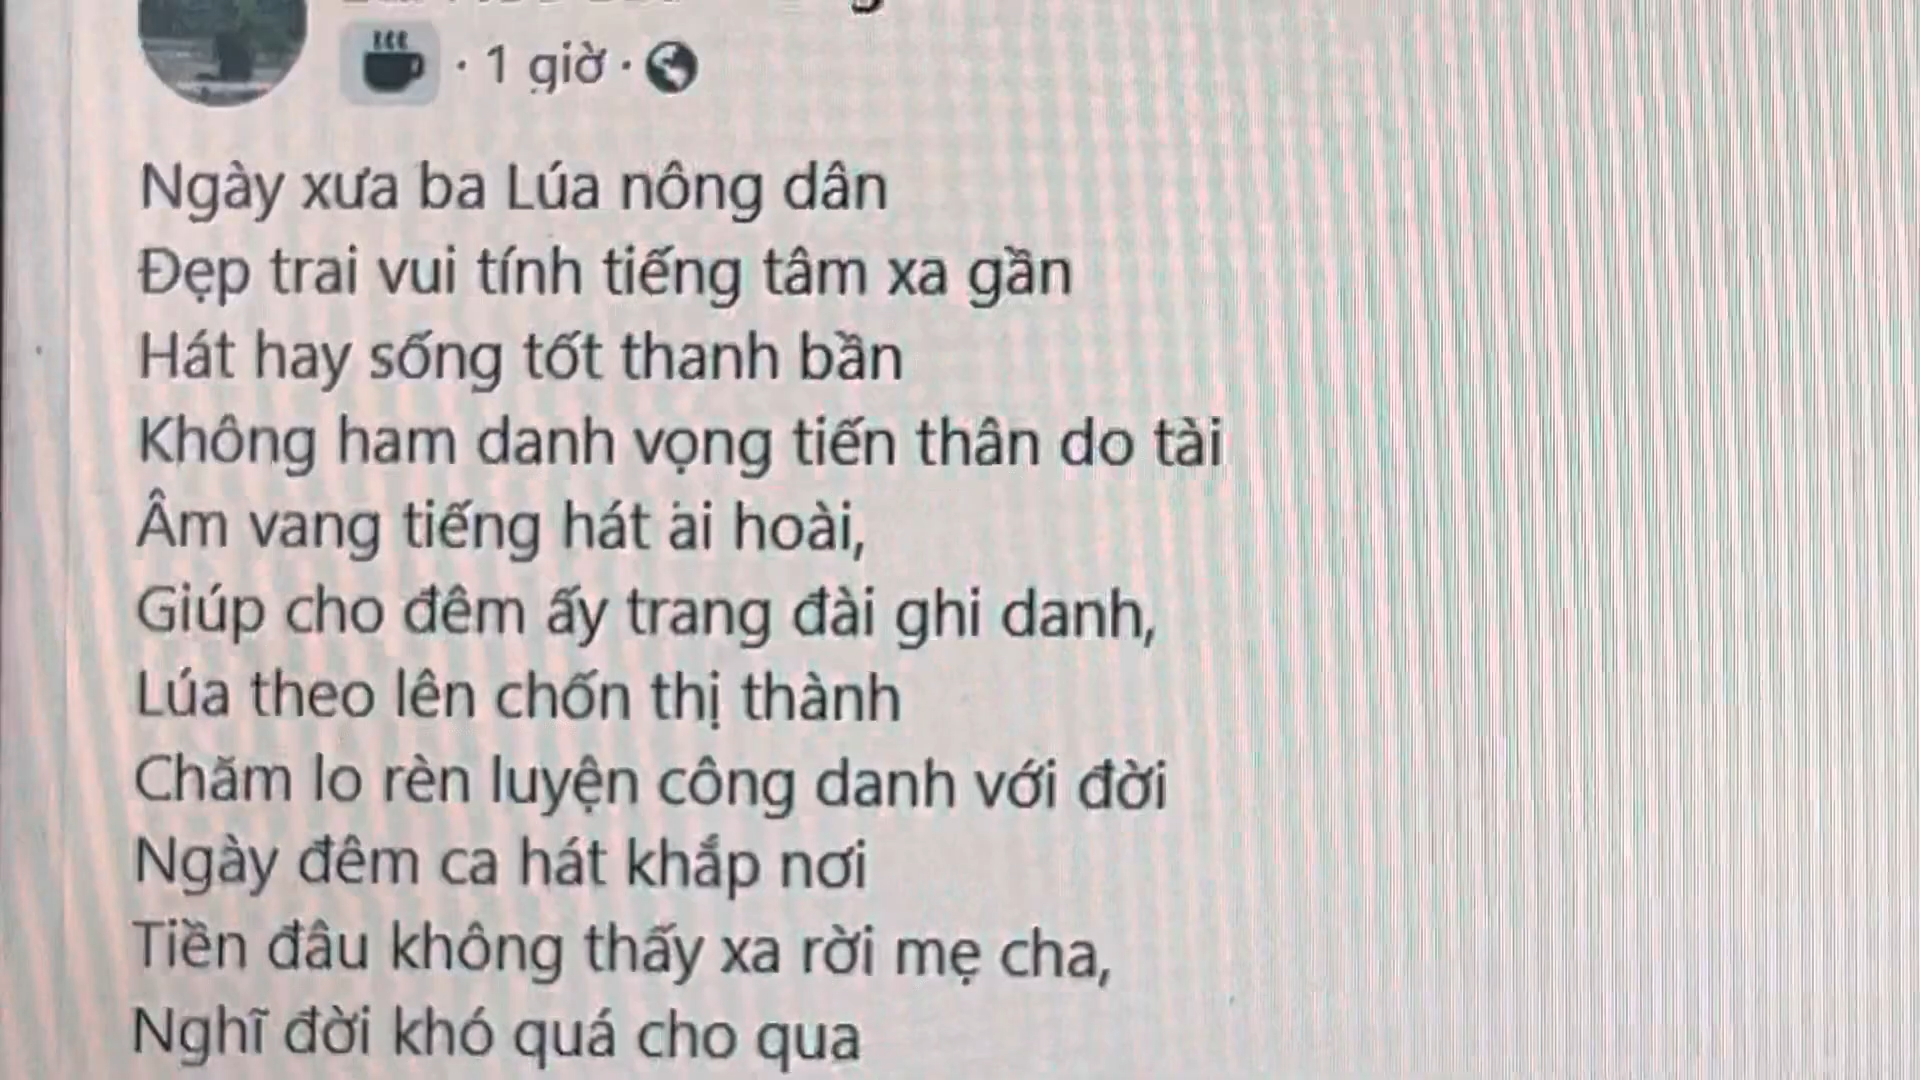 · 1 giờ ·
Ngày xưa ba Lúa nông dân
Đẹp trai vui tính tiếng tâm xa gần
Hát hay sống tốt thanh bần
Không ham danh vọng tiến thân do tài
Âm vang tiếng hát ai hoài,
Giúp cho đêm ấy trang đài ghi danh,
Lúa theo lên chốn thị thành
Chăm lo rèn luyện công danh với đời
Ngày đêm ca hát khắp nơi
Tiền đâu không thấy xa rời mẹ cha,
Nghĩ đời khó quá cho qua